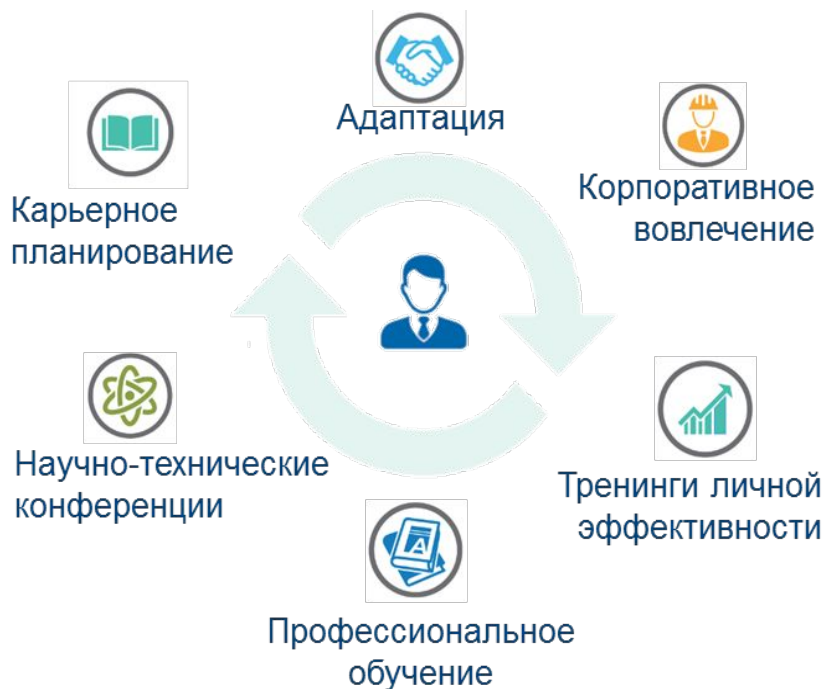 Адаптация
Корпоративное
вовлечение
Тренинги личной
эффективности
Профессиональное
обучение
Научно-технические
конференции
Карьерное
планирование
A